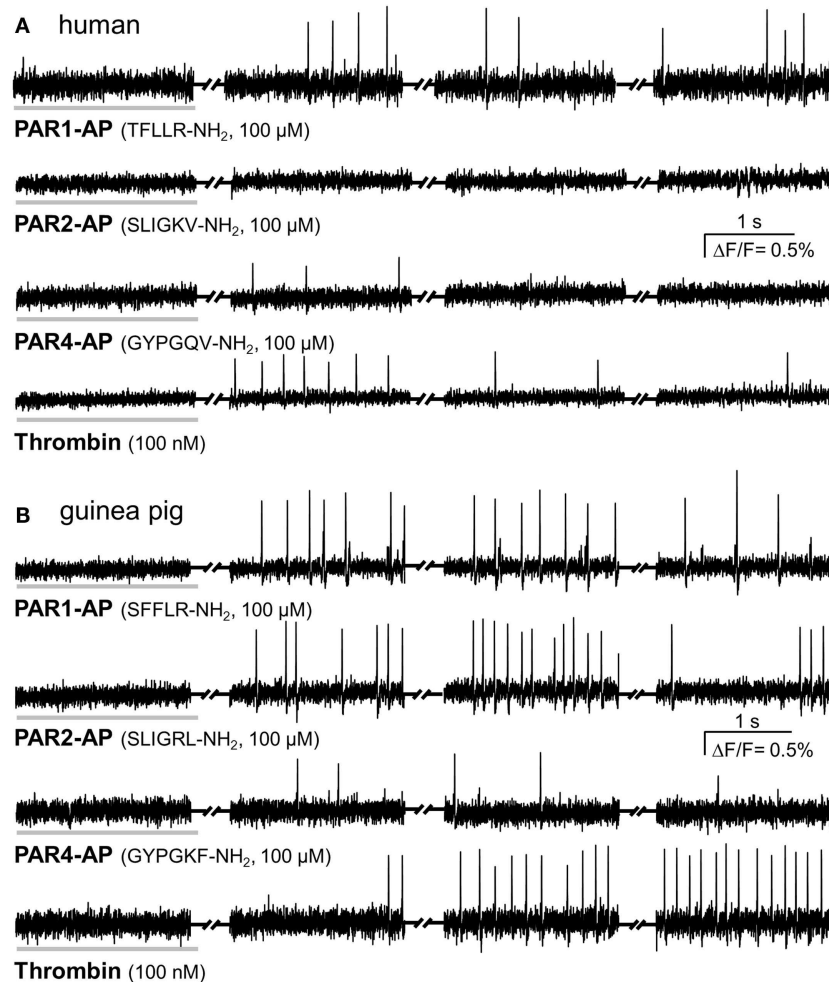 A human
PAR1-AP (TFLLR-NH₂, 100 µM)
PAR2-AP (SLIGKV-NH₂, 100 µM)
1 s
ΔF/F= 0.5%
PAR4-AP (GYPGQV-NH₂, 100 µM)
Thrombin (100 nM)
B guinea pig
PAR1-AP (SFFLR-NH₂, 100 µM)
PAR2-AP (SLIGRL-NH₂, 100 µM)
1 s
ΔF/F= 0.5%
PAR4-AP (GYPGKF-NH₂, 100 µM)
Thrombin (100 nM)